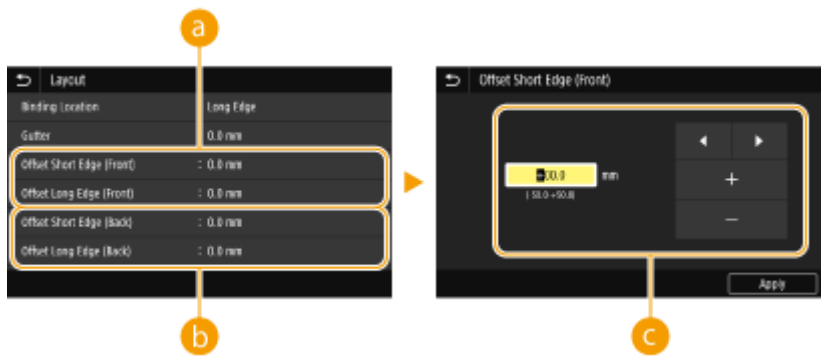 a
Layout
Binding Location Long Edge
Gutter 0.0 mm
Offset Short Edge (Front) : 0.0 mm
Offset Long Edge (Front) : 0.0 mm
Offset Short Edge (Back) : 0.0 mm
Offset Long Edge (Back) : 0.0 mm
b
Offset Short Edge (Front)
00.0 mm
+
−
Apply
c